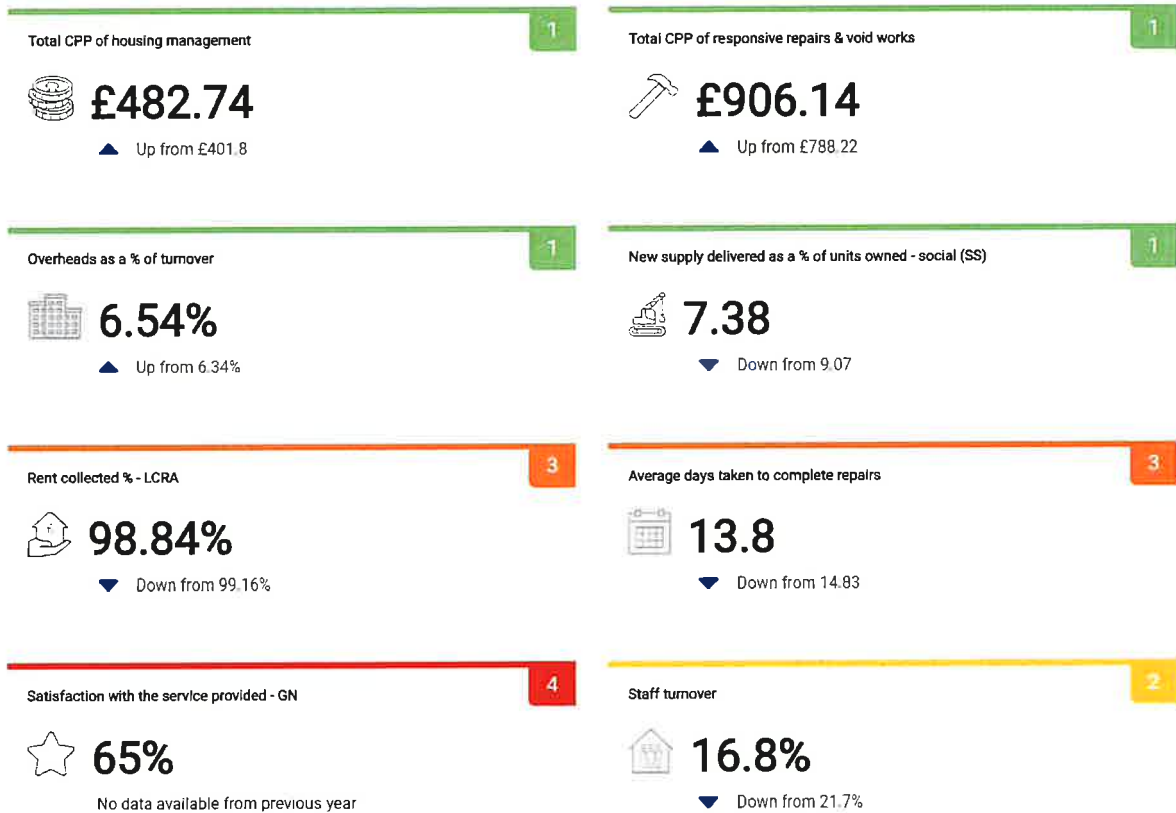 Total CPP of housing management
1
£482.74
Up from £401.8
Total CPP of responsive repairs & void works
1
£906.14
Up from £788.22
Overheads as a % of turnover
1
6.54%
Up from 6.34%
New supply delivered as a % of units owned - social (SS)
1
7.38
Down from 9.07
Rent collected % - LCRA
3
98.84%
Down from 99.16%
Average days taken to complete repairs
3
13.8
Down from 14.83
Satisfaction with the service provided - GN
4
65%
No data available from previous year
Staff turnover
2
16.8%
Down from 21.7%